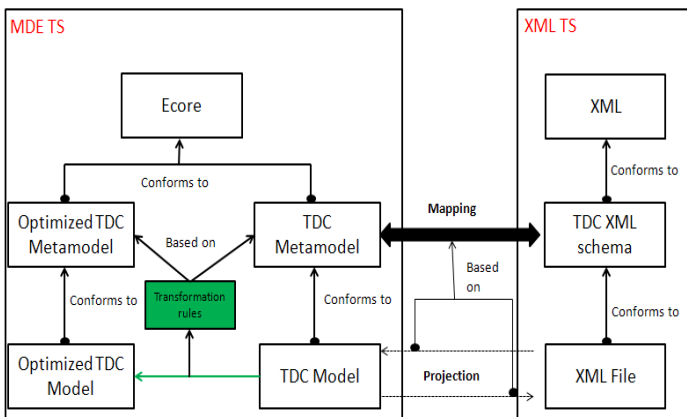 MDE TS
XML TS
Ecore
XML
Conforms to
Conforms to
Optimized TDC
Metamodel
Based on
TDC
Metamodel
Mapping
TDC XML
schema
Based
on
Conforms to
Transformation
rules
Conforms to
Conforms to
Optimized TDC
Model
TDC Model
Projection
XML File